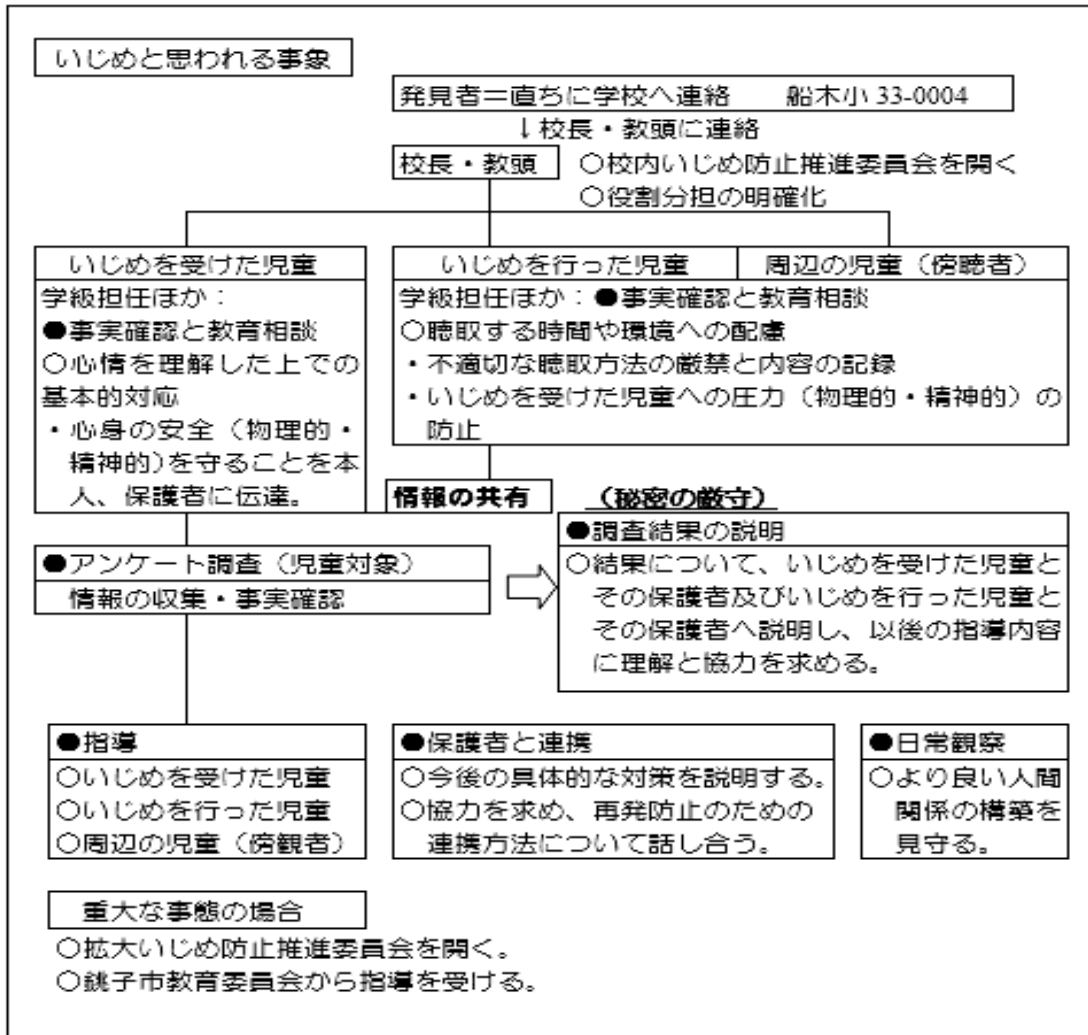 いじめと思われる事象
発見者＝直ちに学校へ連絡　　船木小 33-0004
↓校長・教頭に連絡
校長・教頭
○校内いじめ防止推進委員会を開く
○役割分担の明確化
いじめを受けた児童
学級担任ほか：
●事実確認と教育相談
○心情を理解した上での
基本的対応
・心身の安全（物理的・
精神的)を守ることを本
人、保護者に伝達。
いじめを行った児童
周辺の児童（傍聴者）
学級担任ほか：●事実確認と教育相談
○聴取する時間や環境への配慮
・不適切な聴取方法の厳禁と内容の記録
・いじめを受けた児童への圧力（物理的・精神的）の
防止
情報の共有
（秘密の厳守）
●アンケート調査（児童対象）
情報の収集・事実確認
●調査結果の説明
○結果について、いじめを受けた児童と
その保護者及びいじめを行った児童と
その保護者へ説明し、以後の指導内容
に理解と協力を求める。
●指導
○いじめを受けた児童
○いじめを行った児童
○周辺の児童（傍観者）
●保護者と連携
○今後の具体的な対策を説明する。
○協力を求め、再発防止のための
連携方法について話し合う。
●日常観察
○より良い人間
関係の構築を
見守る。
重大な事態の場合
○拡大いじめ防止推進委員会を開く。
○銚子市教育委員会から指導を受ける。